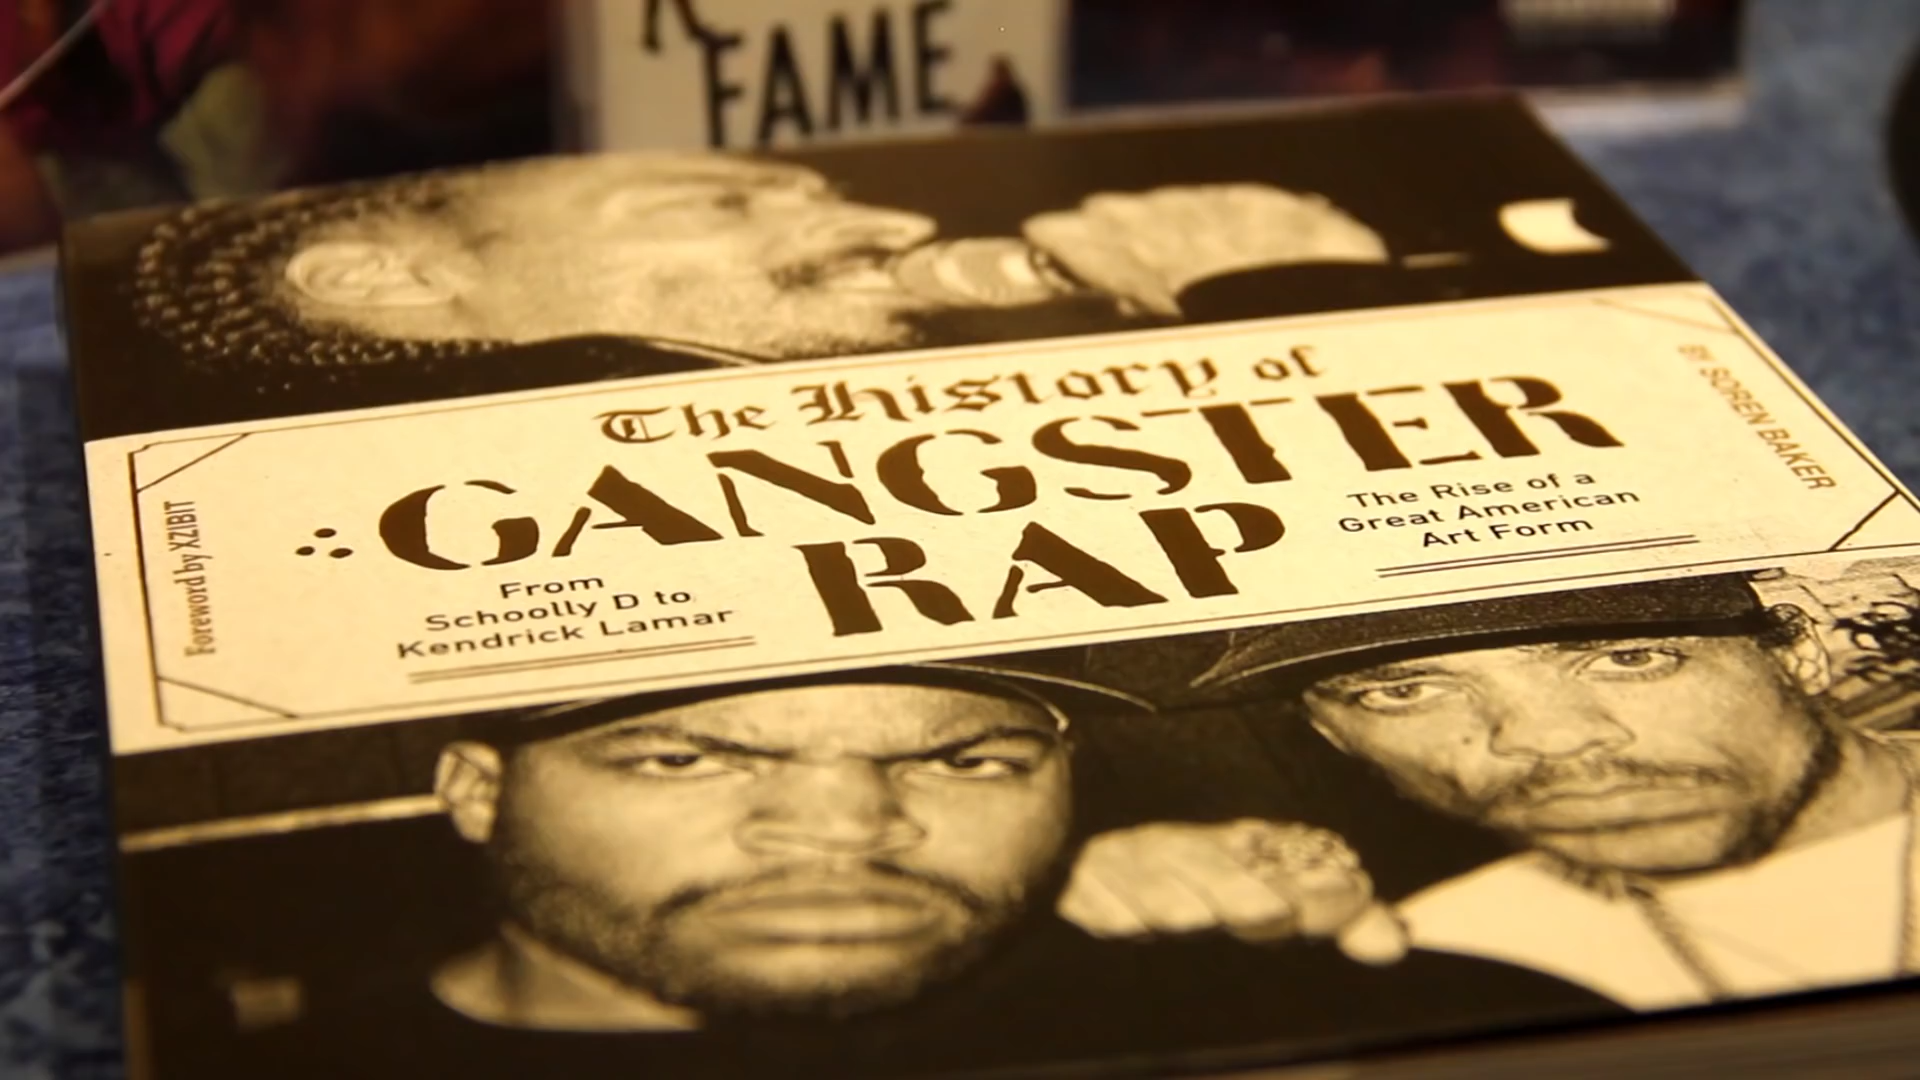 FAME
The History of
GANGSTER
RAP
From
Schoolly D to
Kendrick Lamar
The Rise of a
Great American
Art Form
Foreword by XZIBIT
BY SOREN BAKER